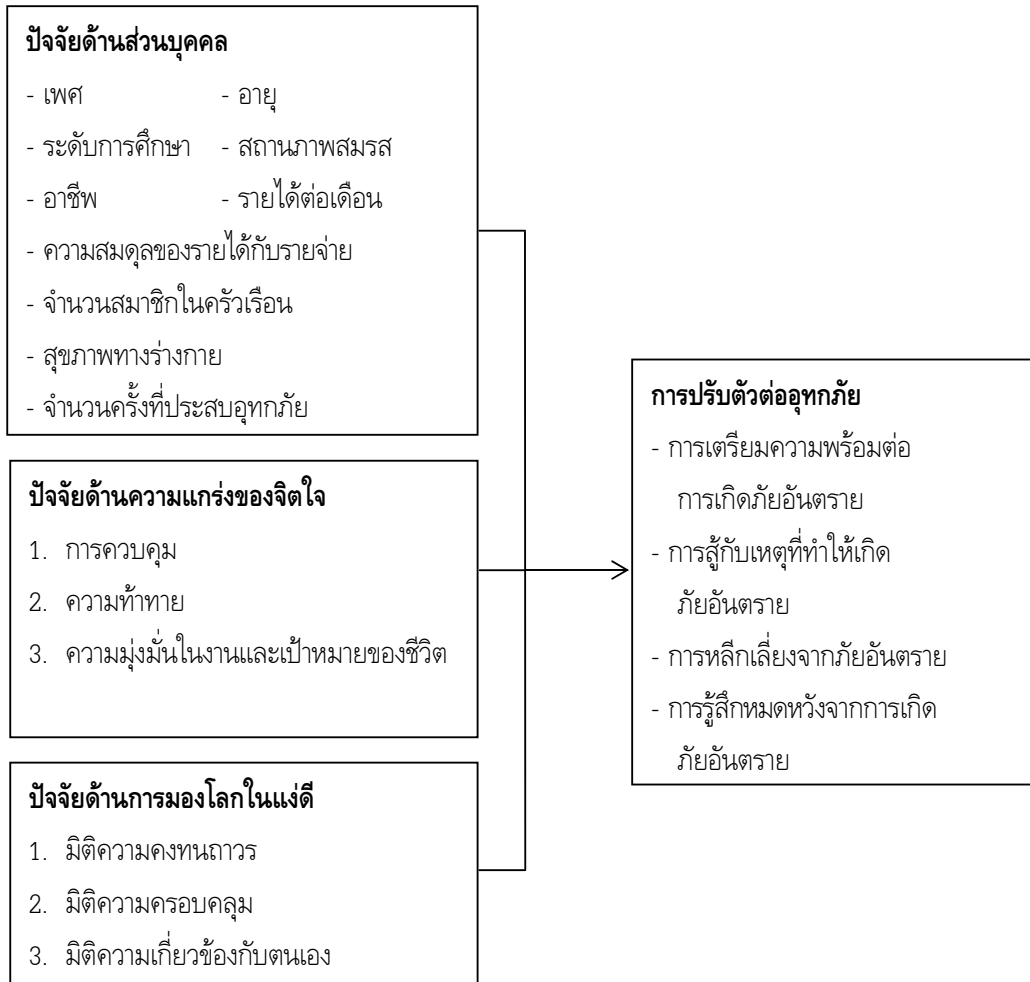 ปัจจัยด้านส่วนบุคคล
- เพศ - อายุ
- ระดับการศึกษา - สถานภาพสมรส
- อาชีพ - รายได้ต่อเดือน
- ความสมดุลของรายได้กับรายจ่าย
- จำนวนสมาชิกในครัวเรือน
- สุขภาพทางร่างกาย
- จำนวนครั้งที่ประสบอุทกภัย
ปัจจัยด้านความแกร่งของจิตใจ
1. การควบคุม
2. ความท้าทาย
3. ความมุ่งมั่นในงานและเป้าหมายของชีวิต
ปัจจัยด้านการมองโลกในแง่ดี
1. มิติความคงทนถาวร
2. มิติความครอบคลุม
3. มิติความเกี่ยวข้องกับตนเอง
การปรับตัวต่ออุทกภัย
- การเตรียมความพร้อมต่อ
การเกิดภัยอันตราย
- การสู้กับเหตุที่ทำให้เกิด
ภัยอันตราย
- การหลีกเลี่ยงจากภัยอันตราย
- การรู้สึกหมดหวังจากการเกิด
ภัยอันตราย